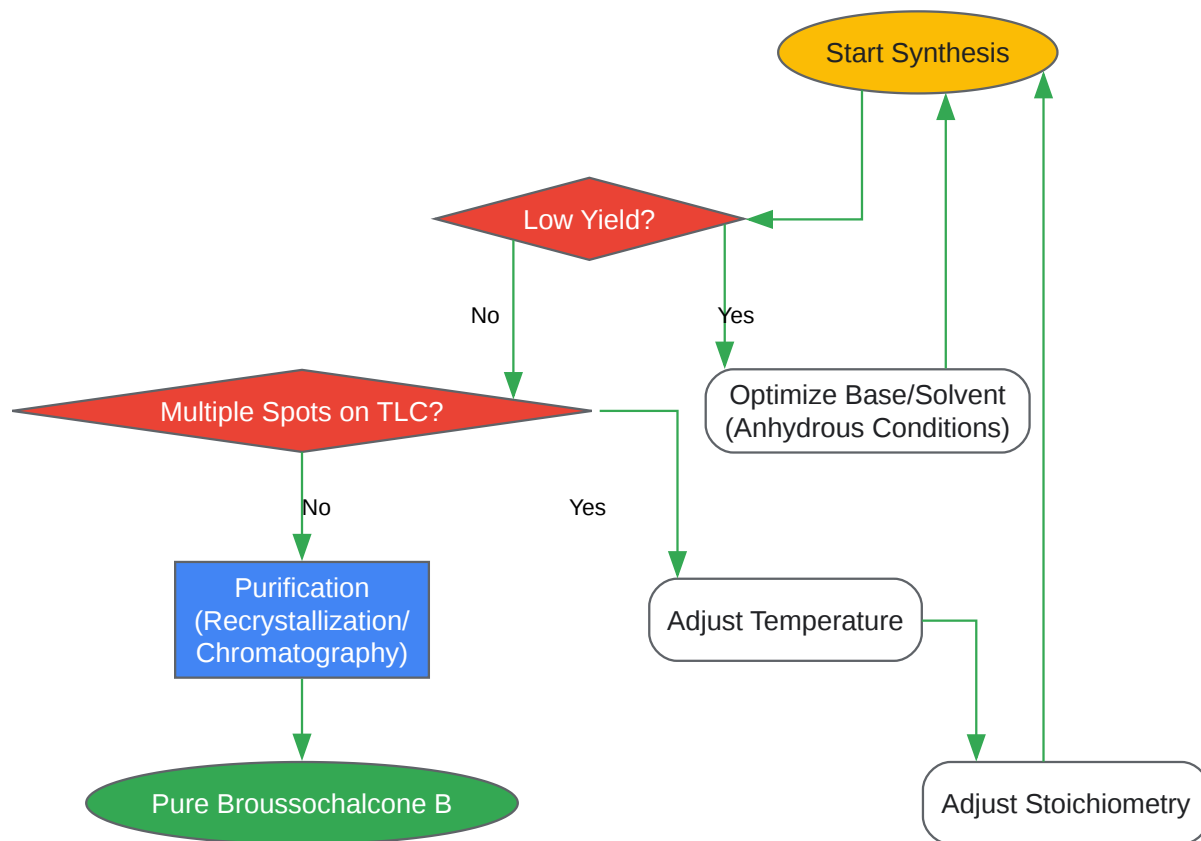 Start Synthesis
Low Yield?
No
Yes
Multiple Spots on TLC?
Optimize Base/Solvent
(Anhydrous Conditions)
No
Yes
Purification
(Recrystallization/
Chromatography)
Adjust Temperature
Pure Broussochalcone B
Adjust Stoichiometry